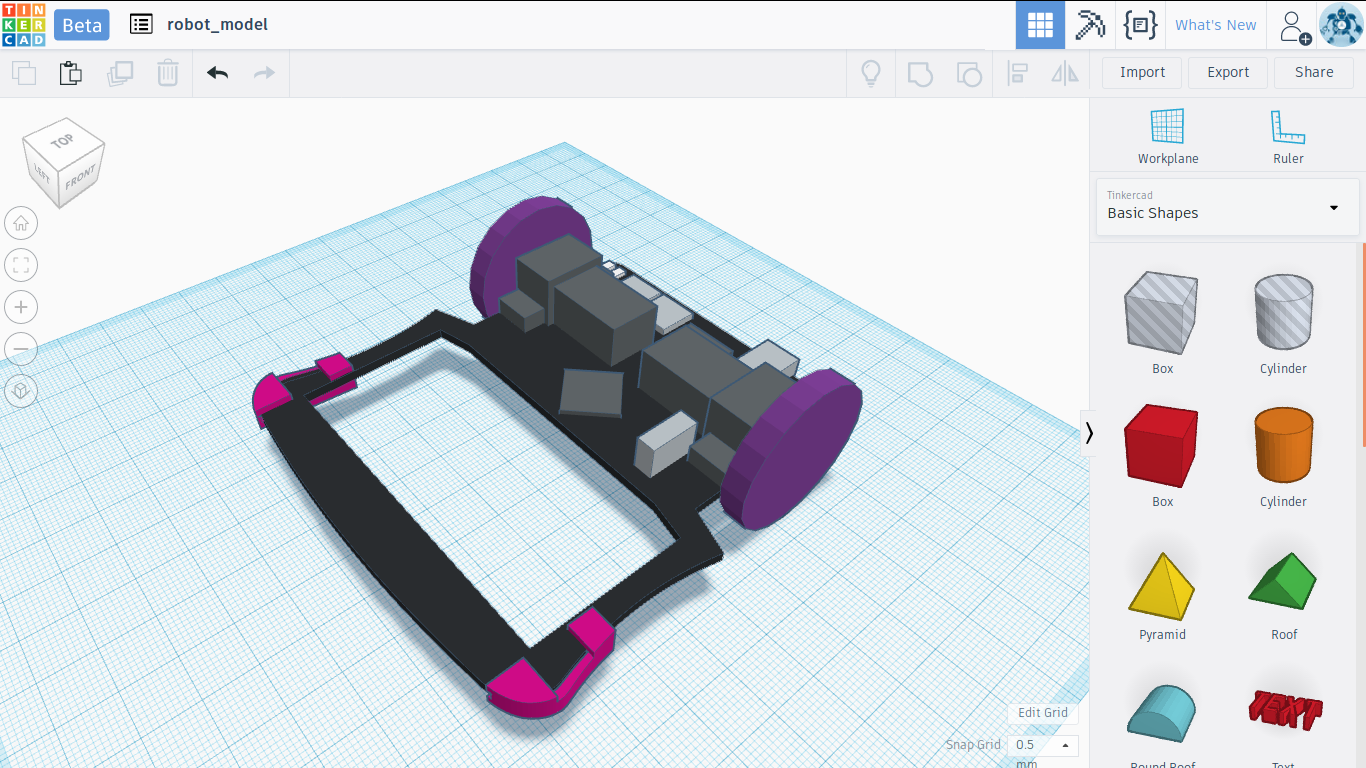 TIN
KER
CAD
Beta
robot_model
What's New
Import
Export
Share
TOP
LEFT
FRONT
Workplane
Ruler
Tinkercad
Basic Shapes
Box
Cylinder
Box
Cylinder
Pyramid
Roof
TEXT
Round Roof
Text
Edit Grid
Snap Grid
0.5
mm